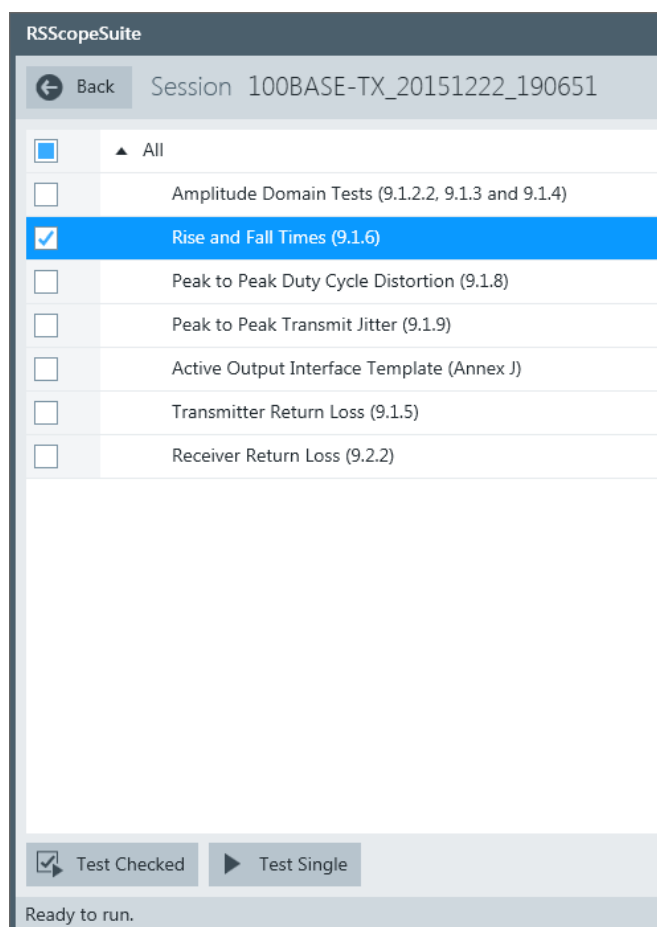 RSScopeSuite
Back Session 100BASE-TX_20151222_190651
All
Amplitude Domain Tests (9.1.2.2, 9.1.3 and 9.1.4)
Rise and Fall Times (9.1.6)
Peak to Peak Duty Cycle Distortion (9.1.8)
Peak to Peak Transmit Jitter (9.1.9)
Active Output Interface Template (Annex J)
Transmitter Return Loss (9.1.5)
Receiver Return Loss (9.2.2)
Test Checked Test Single
Ready to run.